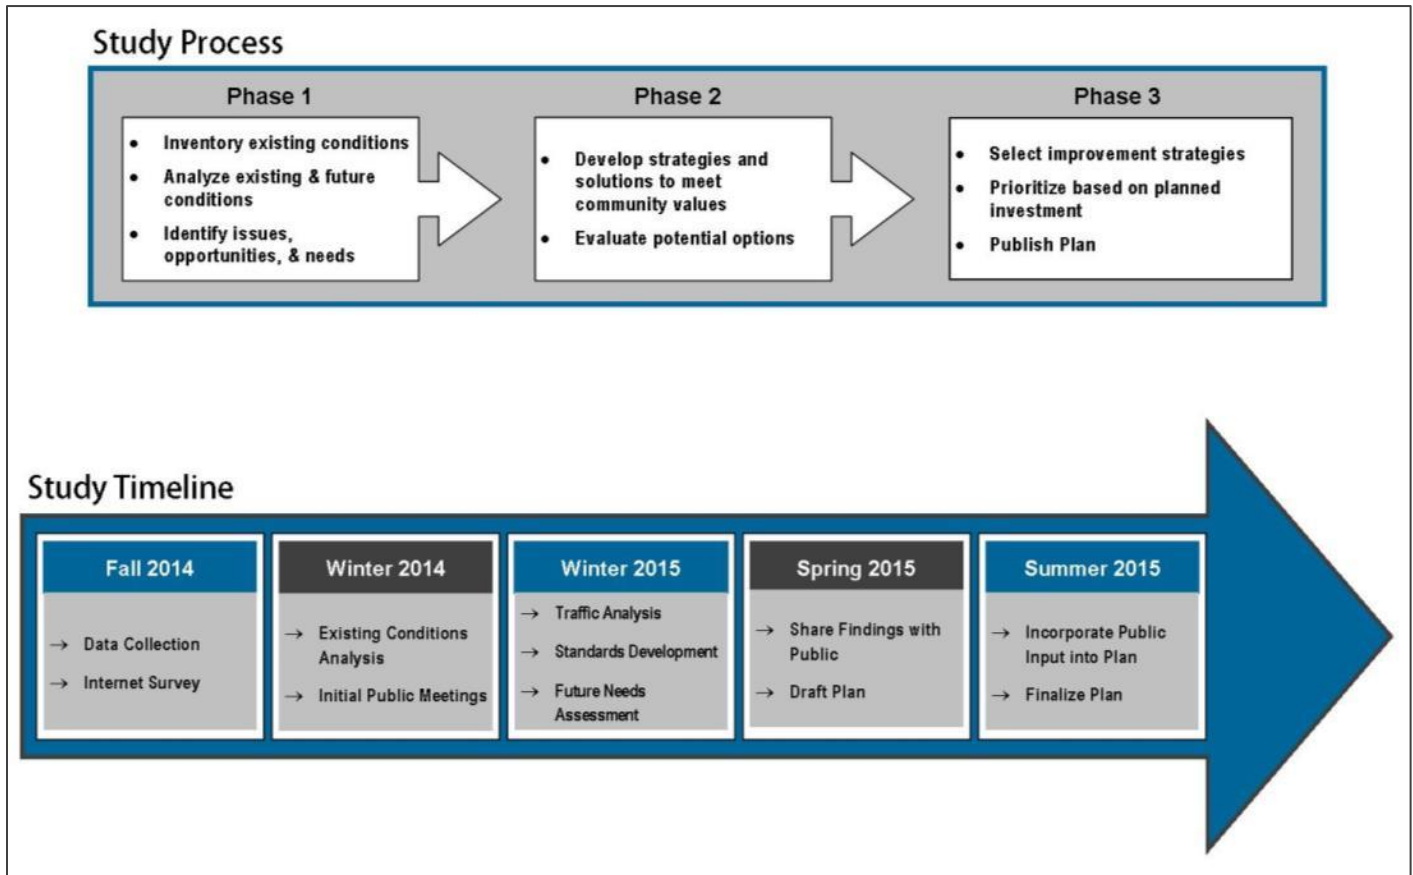 Study Process
Phase 1
• Inventory existing conditions
• Analyze existing & future
conditions
• Identify issues,
opportunities, & needs
Phase 2
• Develop strategies and
solutions to meet
community values
• Evaluate potential options
Phase 3
• Select improvement strategies
• Prioritize based on planned
investment
• Publish Plan
Study Timeline
Fall 2014
→ Data Collection
→ Internet Survey
Winter 2014
→ Existing Conditions
Analysis
→ Initial Public Meetings
Winter 2015
→ Traffic Analysis
→ Standards Development
→ Future Needs
Assessment
Spring 2015
→ Share Findings with
Public
→ Draft Plan
Summer 2015
→ Incorporate Public
Input into Plan
→ Finalize Plan